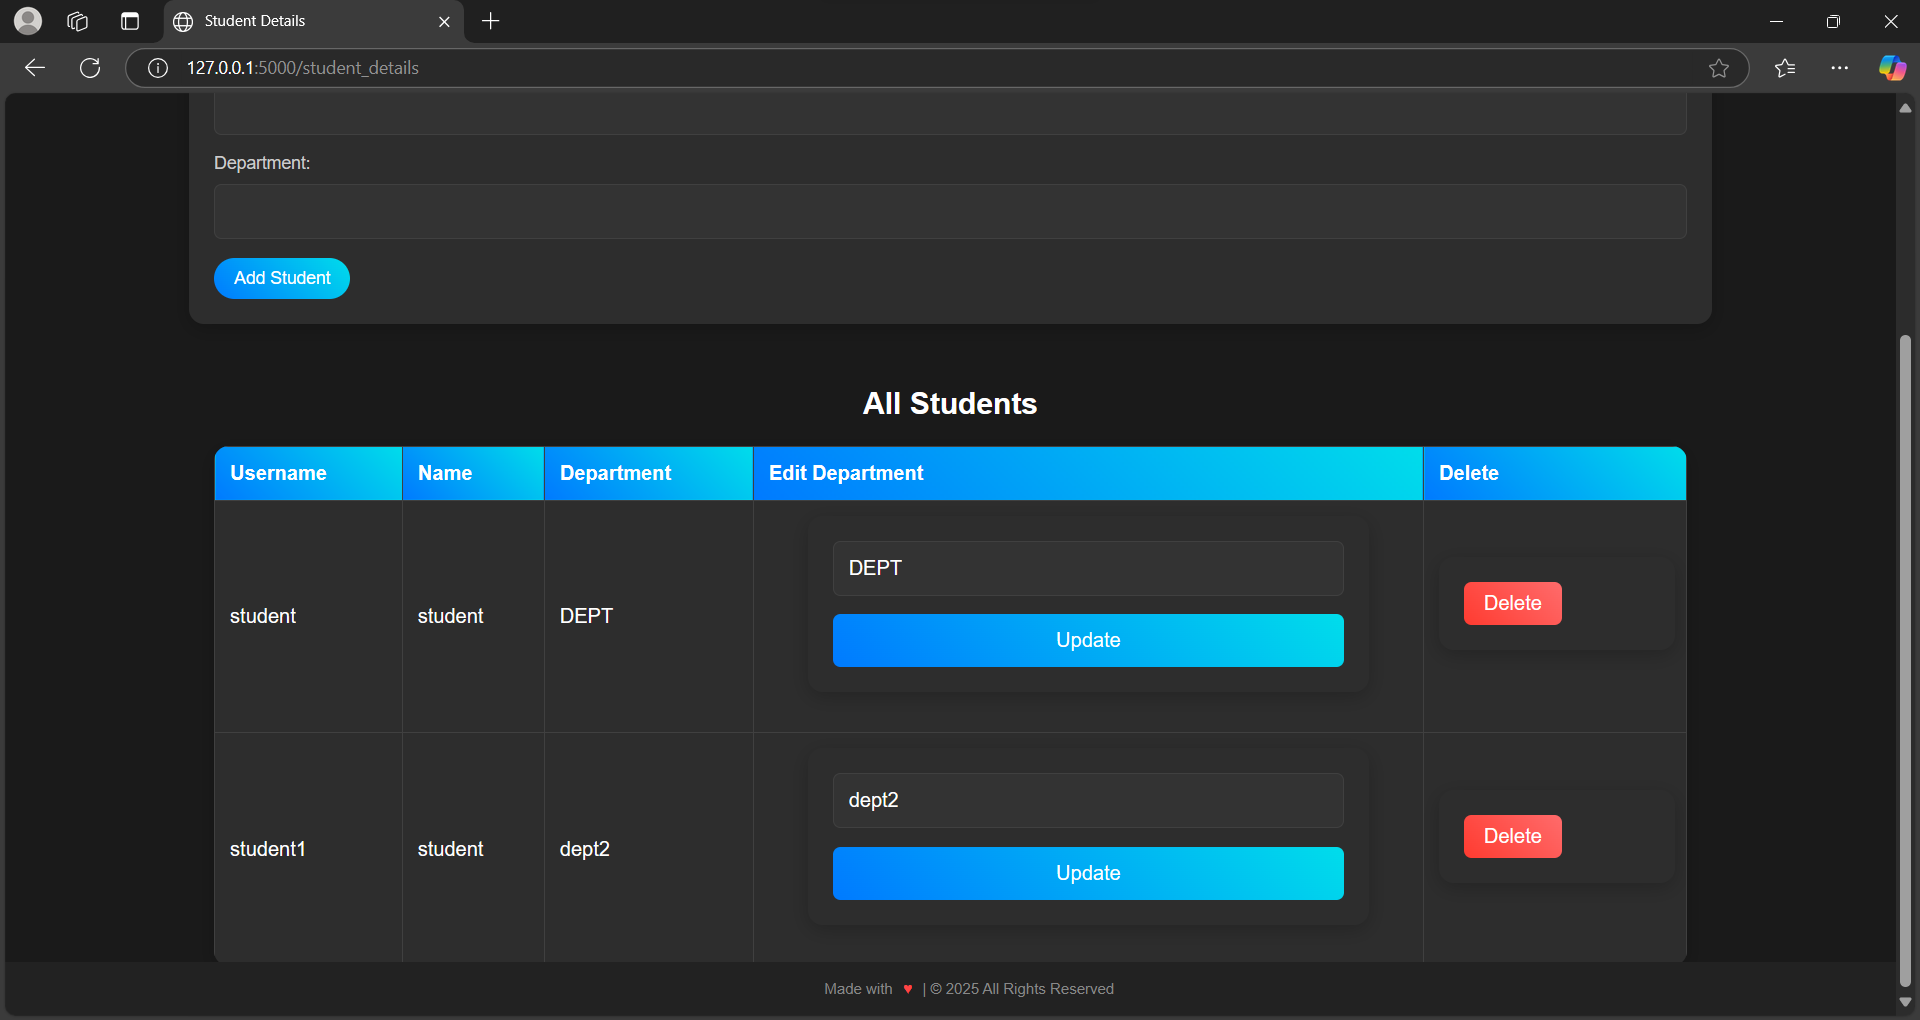 Student Details
127.0.0.1:5000/student_details
Department:
Add Student
All Students
Username Name Department Edit Department Delete
student student DEPT DEPT Delete
Update
student1 student dept2 dept2 Delete
Update
Made with ♥ | © 2025 All Rights Reserved